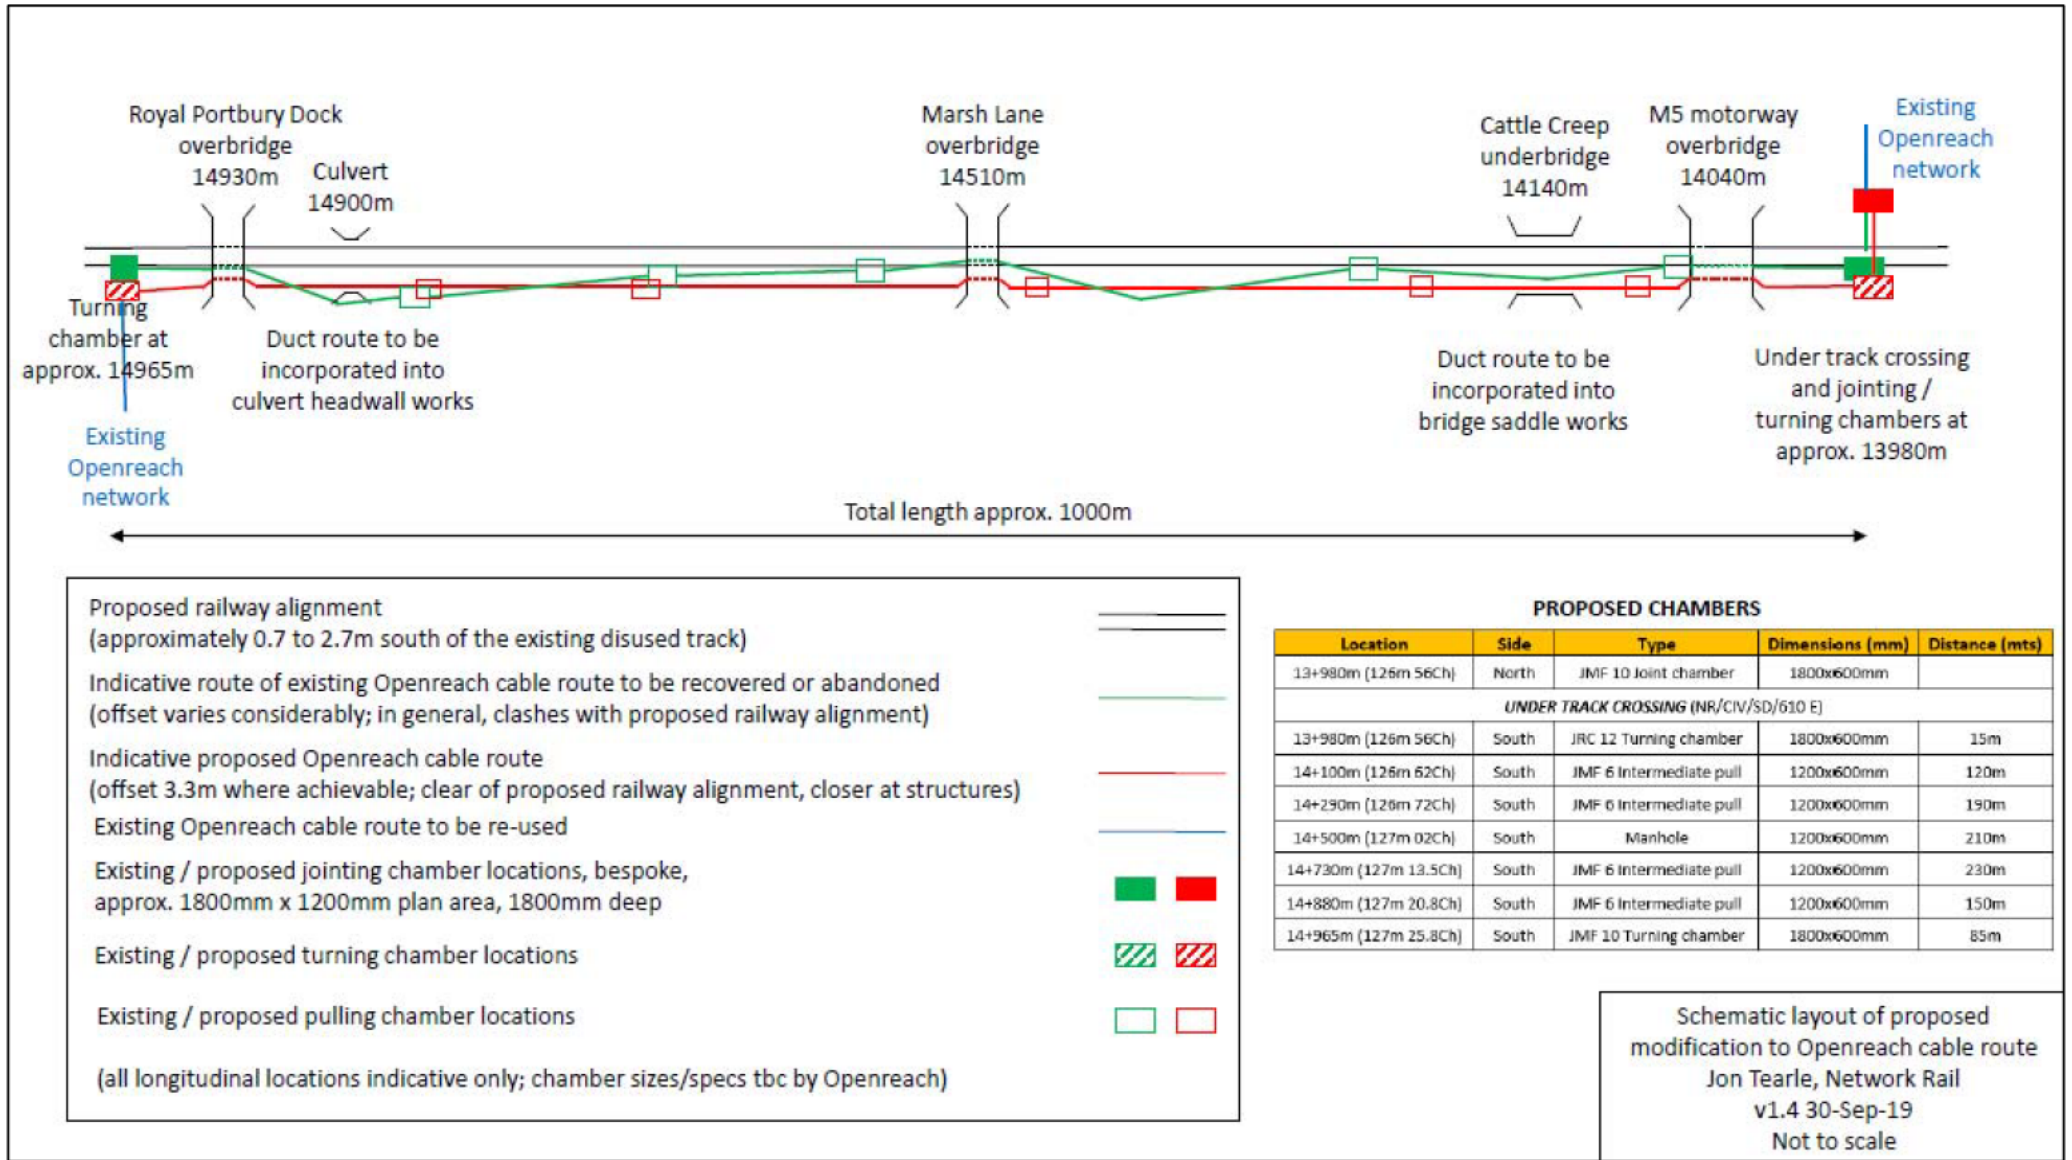 Royal Portbury Dock
overbridge
14930m
Culvert
14900m
Marsh Lane
overbridge
14510m
Cattle Creep
underbridge
14140m
M5 motorway
overbridge
14040m
Existing
Openreach
network
Turning
chamber at
approx. 14965m
Existing
Openreach
network
Duct route to be
incorporated into
culvert headwall works
Duct route to be
incorporated into
bridge saddle works
Under track crossing
and jointing /
turning chambers at
approx. 13980m
Total length approx. 1000m
Proposed railway alignment
(approximately 0.7 to 2.7m south of the existing disused track)
Indicative route of existing Openreach cable route to be recovered or abandoned
(offset varies considerably; in general, clashes with proposed railway alignment)
Indicative proposed Openreach cable route
(offset 3.3m where achievable; clear of proposed railway alignment, closer at structures)
Existing Openreach cable route to be re-used
Existing / proposed jointing chamber locations, bespoke,
approx. 1800mm x 1200mm plan area, 1800mm deep
Existing / proposed turning chamber locations
Existing / proposed pulling chamber locations
(all longitudinal locations indicative only; chamber sizes/specs tbc by Openreach)
PROPOSED CHAMBERS
Location Side Type Dimensions (mm) Distance (mts)
13+980m (126m 56Ch) North JMF 10 Joint chamber 1800x600mm
UNDER TRACK CROSSING (NR/CIV/SD/610 E)
13+980m (126m 56Ch) South JRC 12 Turning chamber 1800x600mm 15m
14+100m (126m 62Ch) South JMF 6 Intermediate pull 1200x600mm 120m
14+290m (126m 72Ch) South JMF 6 Intermediate pull 1200x600mm 190m
14+500m (127m 02Ch) South Manhole 1200x600mm 210m
14+730m (127m 13.5Ch) South JMF 6 Intermediate pull 1200x600mm 230m
14+880m (127m 20.8Ch) South JMF 6 Intermediate pull 1200x600mm 150m
14+965m (127m 25.8Ch) South JMF 10 Turning chamber 1800x600mm 85m
Schematic layout of proposed
modification to Openreach cable route
Jon Tearle, Network Rail
v1.4 30-Sep-19
Not to scale